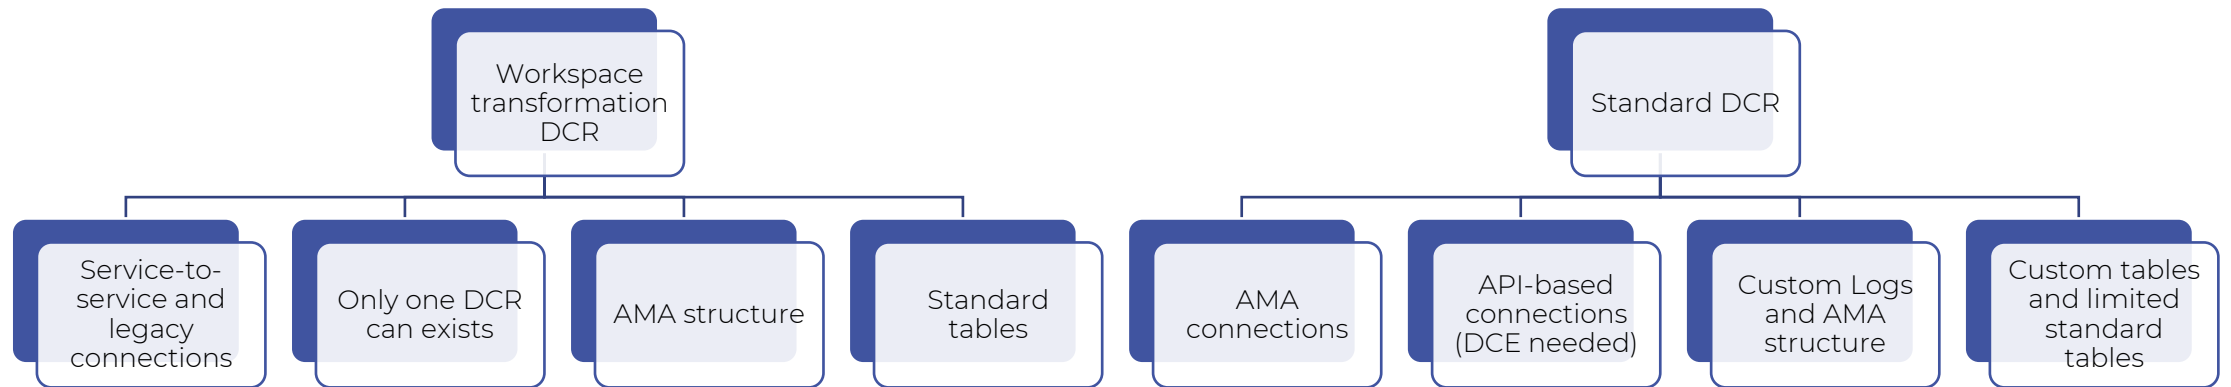 Workspace
transformation
DCR
Standard DCR
Service-to-
service and
legacy
connections
Only one DCR
can exists
AMA structure
Standard
tables
AMA
connections
API-based
connections
(DCE needed)
Custom Logs
and AMA
structure
Custom tables
and limited
standard
tables